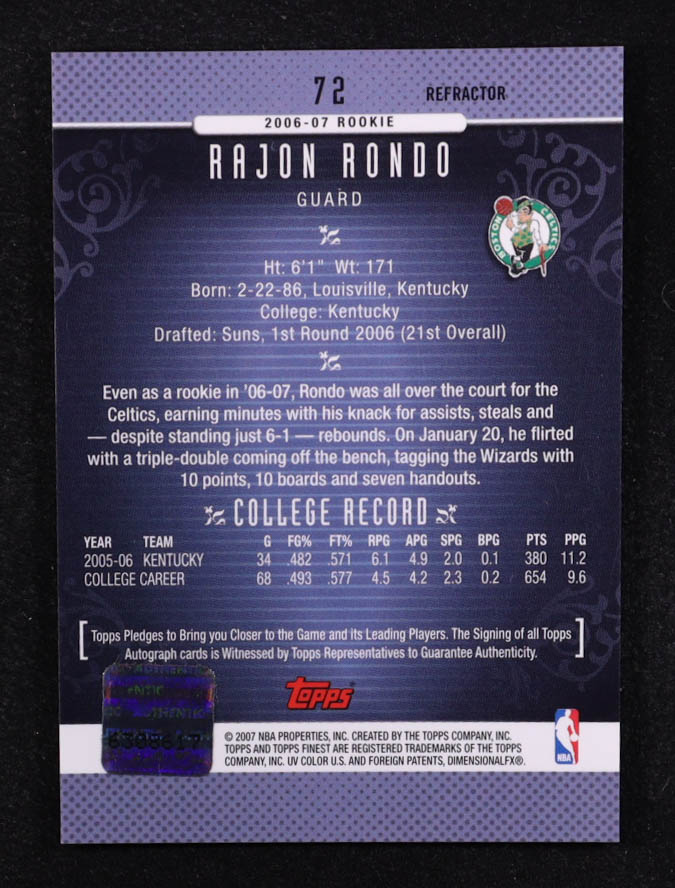 72
REFRACTOR
2006-07 ROOKIE
RAJON RONDO
GUARD
BOSTON CELTICS
Ht: 6'1" Wt: 171
Born: 2-22-86, Louisville, Kentucky
College: Kentucky
Drafted: Suns, 1st Round 2006 (21st Overall)
Even as a rookie in '06-07, Rondo was all over the court for the
Celtics, earning minutes with his knack for assists, steals and
— despite standing just 6-1 — rebounds. On January 20, he flirted
with a triple-double coming off the bench, tagging the Wizards with
10 points, 10 boards and seven handouts.
COLLEGE RECORD
YEAR TEAM G FG% FT% RPG APG SPG BPG PTS PPG
2005-06 KENTUCKY 34 .482 .571 6.1 4.9 2.0 0.1 380 11.2
COLLEGE CAREER 68 .493 .577 4.5 4.2 2.3 0.2 654 9.6
[Topps Pledges to Bring you Closer to the Game and its Leading Players. The Signing of all Topps
Autograph cards is Witnessed by Topps Representatives to Guarantee Authenticity.]
AUTHENTIC
TOPPS
© 2007 NBA PROPERTIES, INC. CREATED BY THE TOPPS COMPANY, INC.
TOPPS AND TOPPS FINEST ARE REGISTERED TRADEMARKS OF THE TOPPS
COMPANY, INC. UV COLOR U.S. AND FOREIGN PATENTS, DIMENSIONALFX®.
NBA